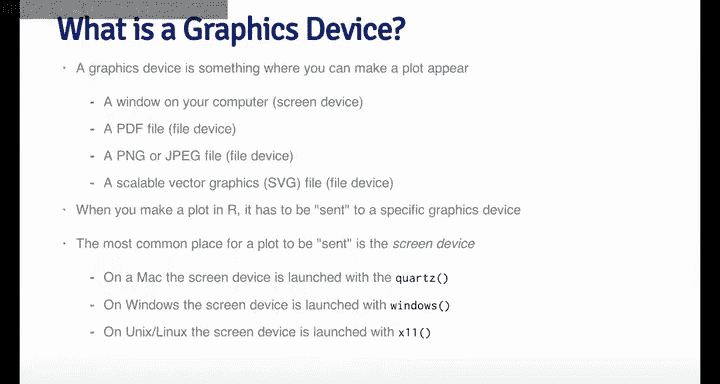 What is a Graphics Device?
· A graphics device is something where you can make a plot appear
- A window on your computer (screen device)
- A PDF file (file device)
- A PNG or JPEG file (file device)
- A scalable vector graphics (SVG) file (file device)
· When you make a plot in R, it has to be "sent" to a specific graphics device
· The most common place for a plot to be "sent" is the screen device
- On a Mac the screen device is launched with the quartz()
- On Windows the screen device is launched with windows()
- On Unix/Linux the screen device is launched with x11()